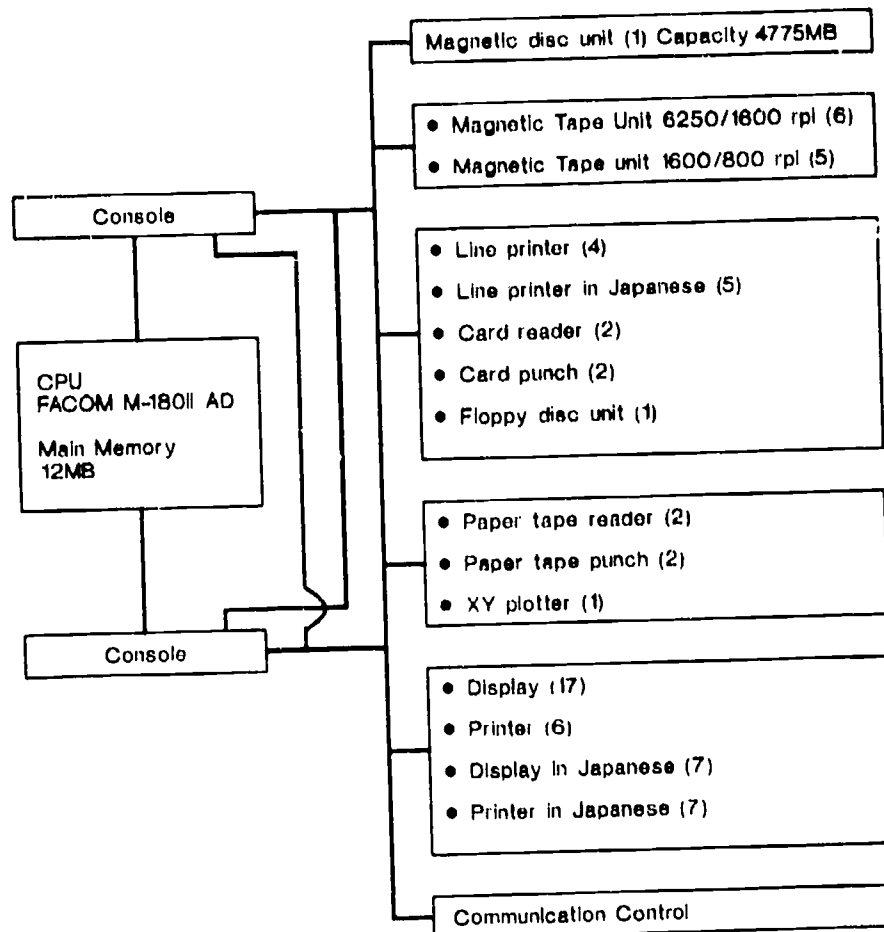 Magnetic disc unit (1) Capacity 4775MB
● Magnetic Tape Unit 6250/1600 rpi (6)
● Magnetic Tape unit 1600/800 rpi (5)
Console
● Line printer (4)
● Line printer in Japanese (5)
● Card reader (2)
● Card punch (2)
● Floppy disc unit (1)
CPU
FACOM M-180II AD
Main Memory
12MB
● Paper tape reader (2)
● Paper tape punch (2)
● XY plotter (1)
Console
● Display (17)
● Printer (6)
● Display in Japanese (7)
● Printer in Japanese (7)
Communication Control